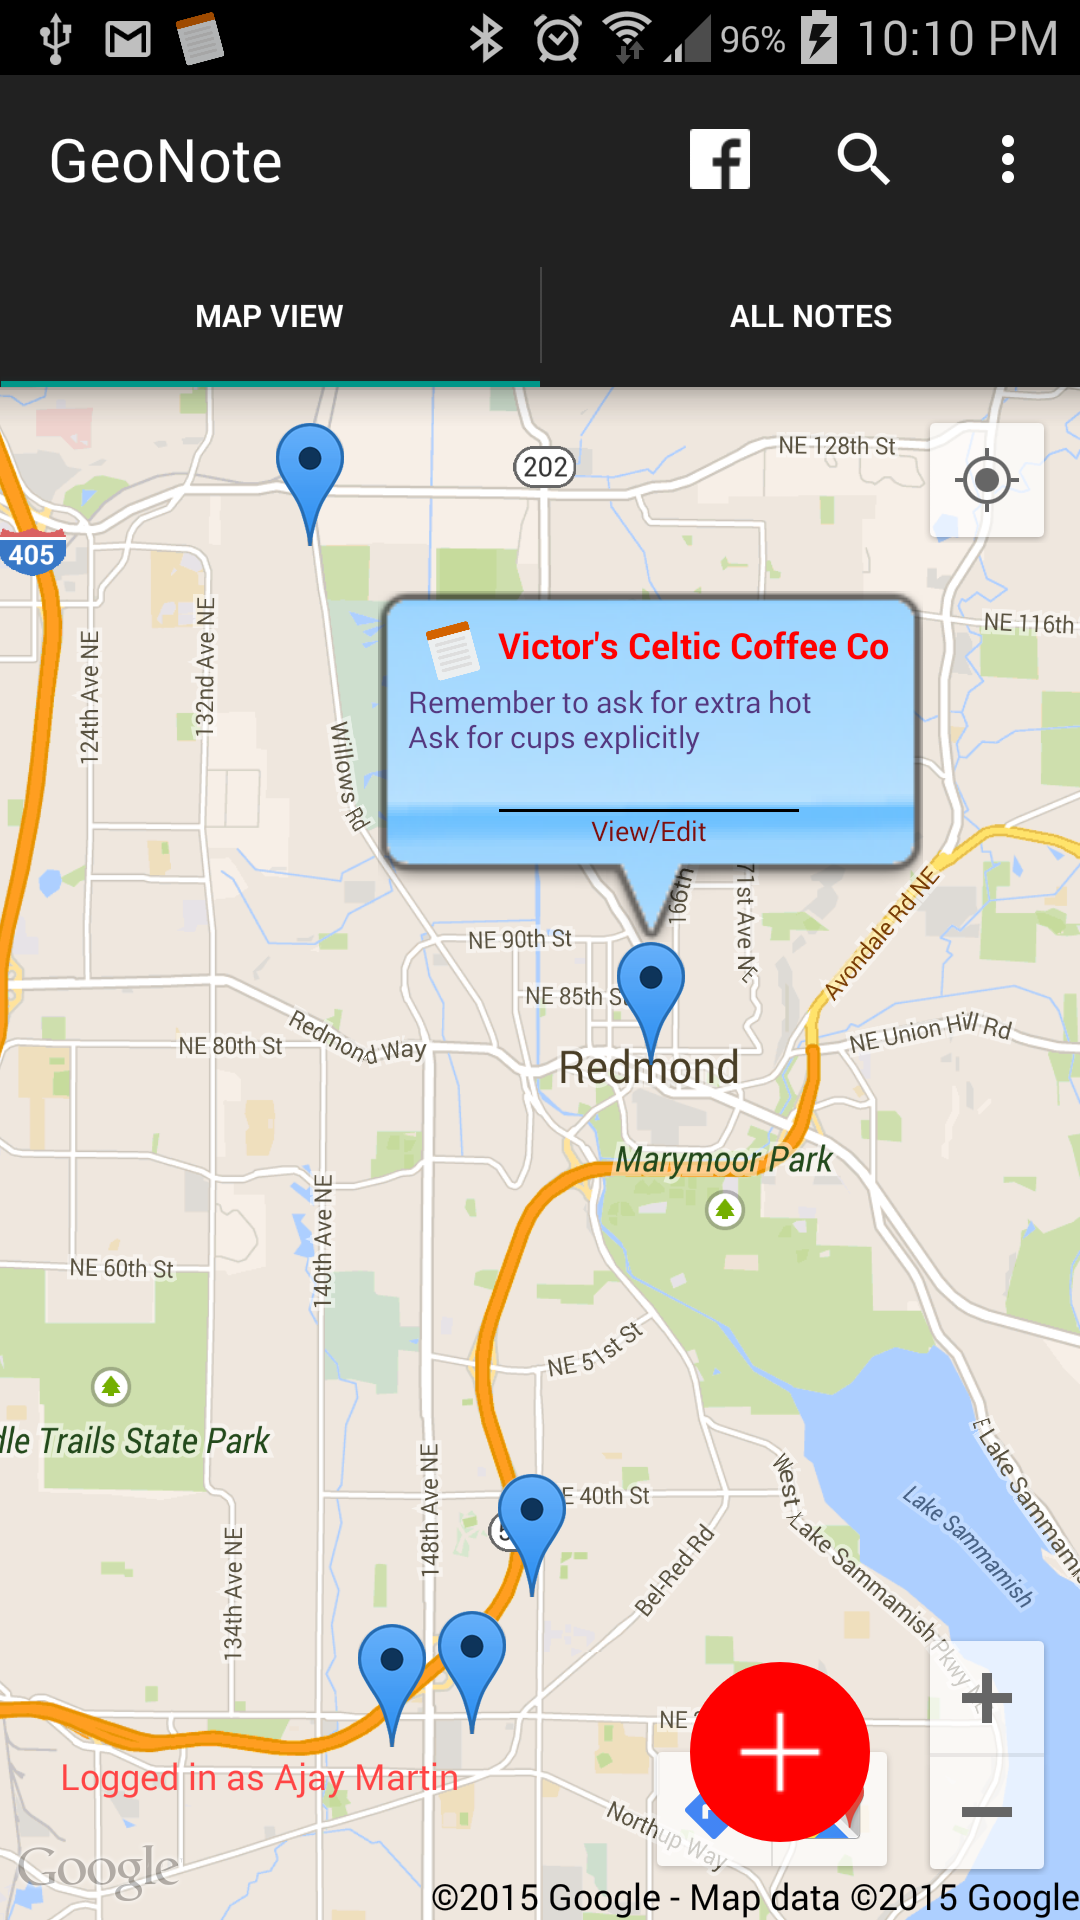 96% 10:10 PM
GeoNote
MAP VIEW
ALL NOTES
NE 128th St
202
405
NE 116th
124th Ave NE
132nd Ave NE
Victor's Celtic Coffee Co
Remember to ask for extra hot
Ask for cups explicitly
View/Edit
Willows Rd
166th
71st Ave NE
Avondale Rd NE
NE 90th St
NE 85th St
NE Union Hill Rd
Redmond Way
NE 80th St
Redmond
Marymoor Park
140th Ave NE
NE 60th St
NE 51st St
dle Trails State Park
148th Ave NE
E 40th St
5
134th Ave NE
Bel-Red Rd
West Lake Sammamish Pkwy NE
E Lake Sammamis
Lake Sammamish
NE 2
Logged in as Ajay Martin
Northup Way
Google
©2015 Google - Map data ©2015 Google